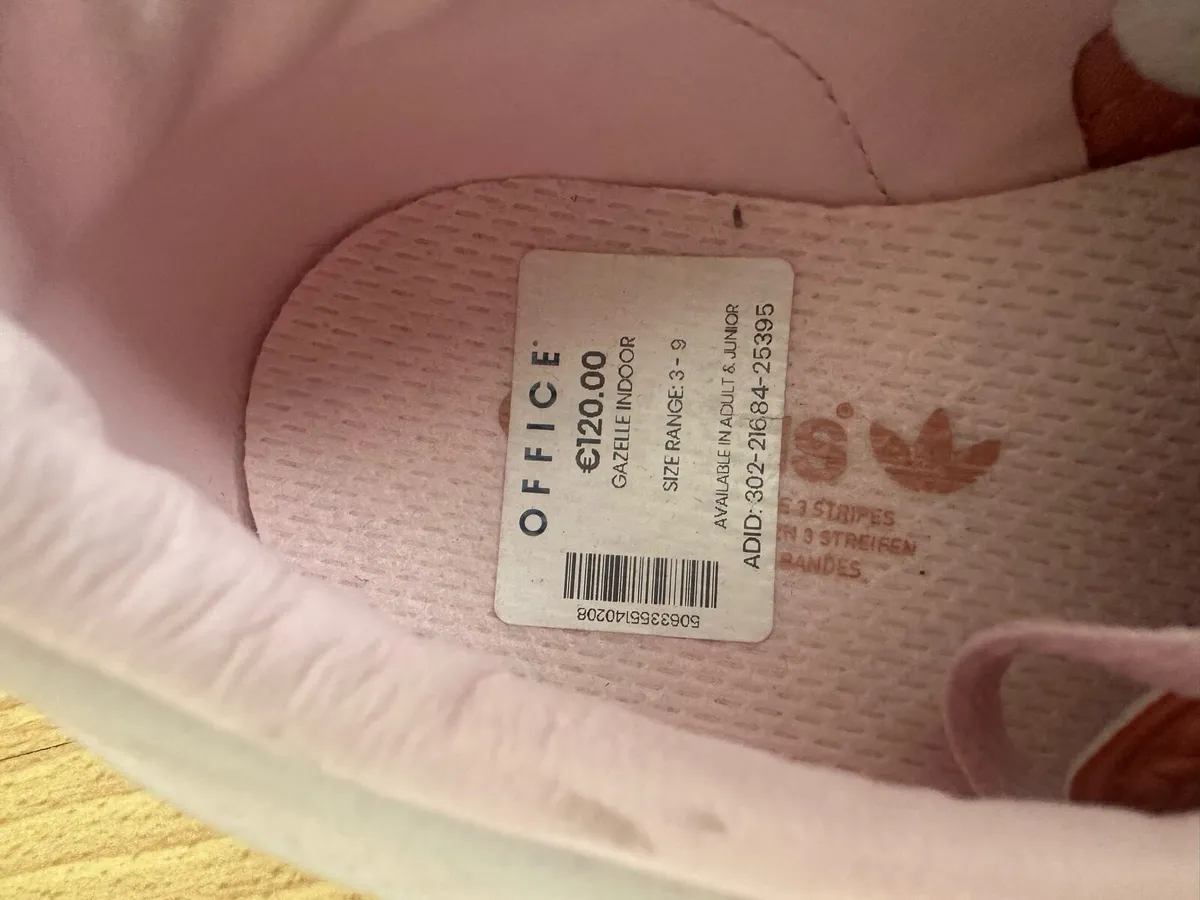 OFFICE
€120.00
GAZELLE INDOOR
SIZE RANGE: 3 - 9
AVAILABLE IN ADULT & JUNIOR
ADID: 302-21684-25395
5063355140208
S®
E 3 STRIPES
N 3 STREIFEN
BANDES